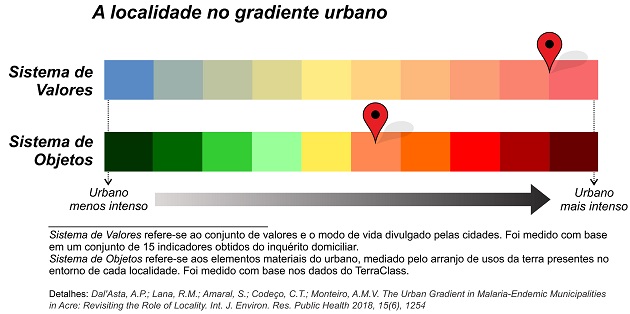 A localidade no gradiente urbano
Sistema de
Valores
Sistema de
Objetos
Urbano
menos intenso
Urbano
mais intenso
Sistema de Valores refere-se ao conjunto de valores e o modo de vida divulgado pelas cidades. Foi medido com base
em um conjunto de 15 indicadores obtidos do inquérito domiciliar.
Sistema de Objetos refere-se aos elementos materiais do urbano, mediado pelo arranjo de usos da terra presentes no
entorno de cada localidade. Foi medido com base nos dados do TerraClass.
Detalhes: Dal'Asta, A.P.; Lana, R.M.; Amaral, S.; Codeço, C.T.; Monteiro, A.M.V. The Urban Gradient in Malaria-Endemic Municipalities
in Acre: Revisiting the Role of Locality. Int. J. Environ. Res. Public Health 2018, 15(6), 1254